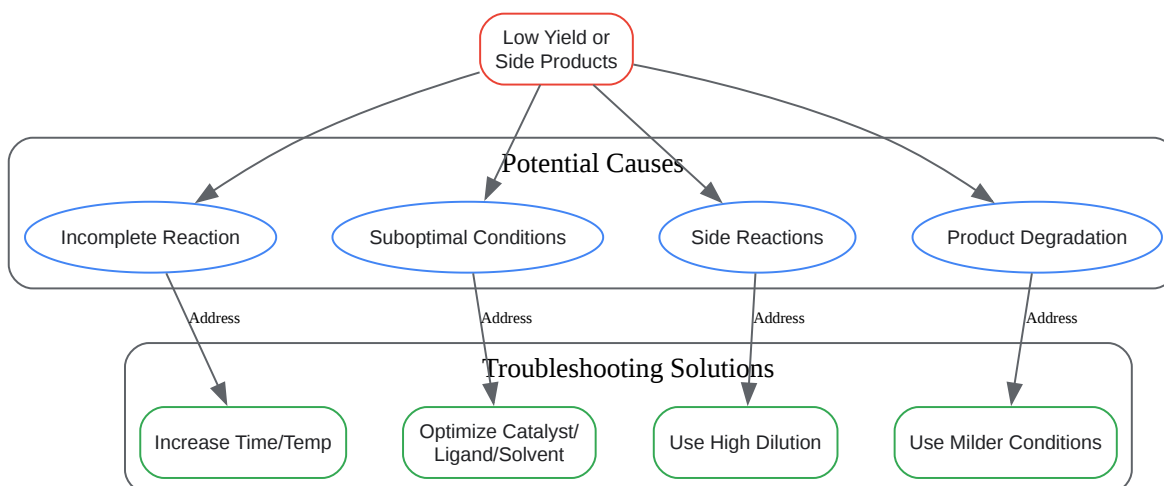 Low Yield or
Side Products
Potential Causes
Incomplete Reaction
Suboptimal Conditions
Side Reactions
Product Degradation
Address
Address
Address
Address
Troubleshooting Solutions
Increase Time/Temp
Optimize Catalyst/
Ligand/Solvent
Use High Dilution
Use Milder Conditions